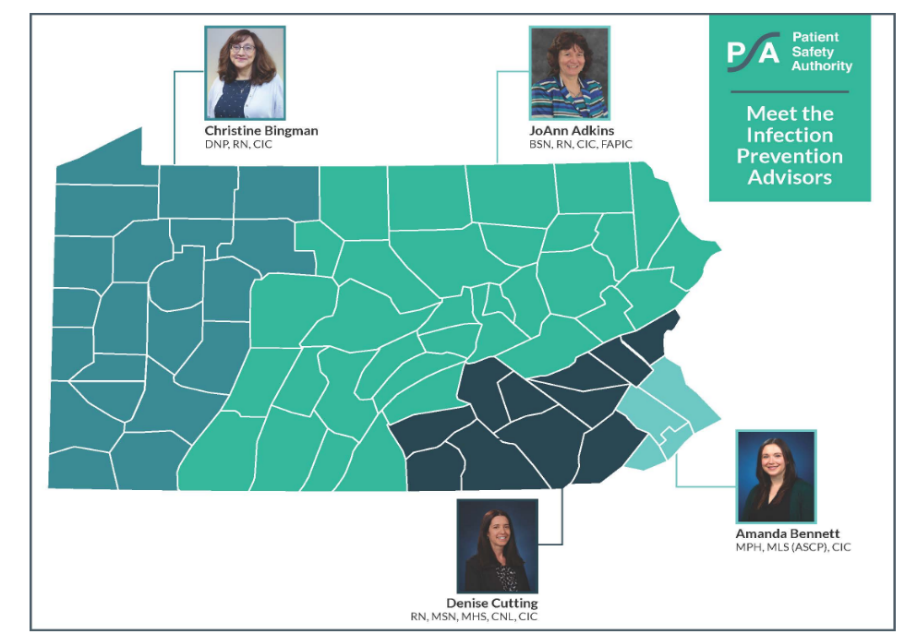 PSA
Patient
Safety
Authority
Meet the
Infection
Prevention
Advisors
Christine Bingman
DNP, RN, CIC
JoAnn Adkins
BSN, RN, CIC, FAPIC
Amanda Bennett
MPH, MLS (ASCP), CIC
Denise Cutting
RN, MSN, MHS, CNL, CIC